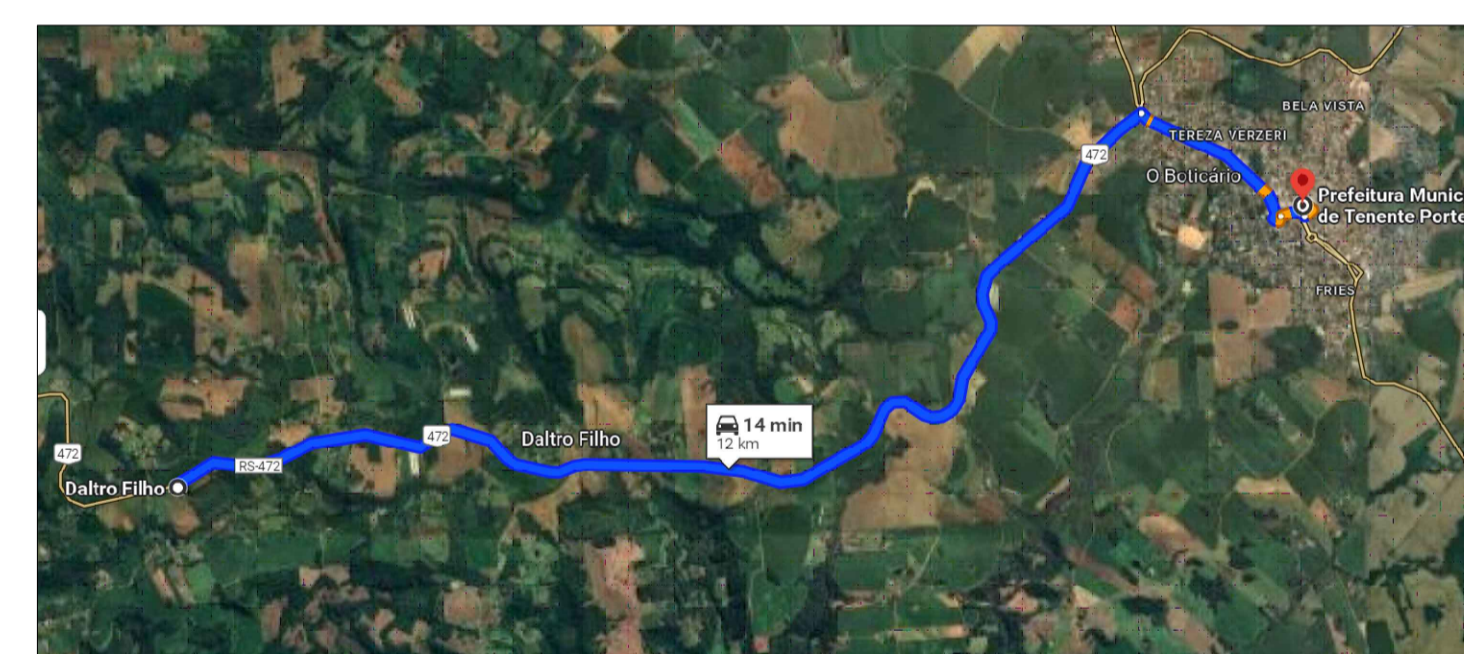 BELA VISTA
TEREZA VERZERI
472
O Boticário
Prefeitura Munic
de Tenente Porte
FRIES
14 min
12 km
472
Daltro Filho
472
RS-472
Daltro Filho